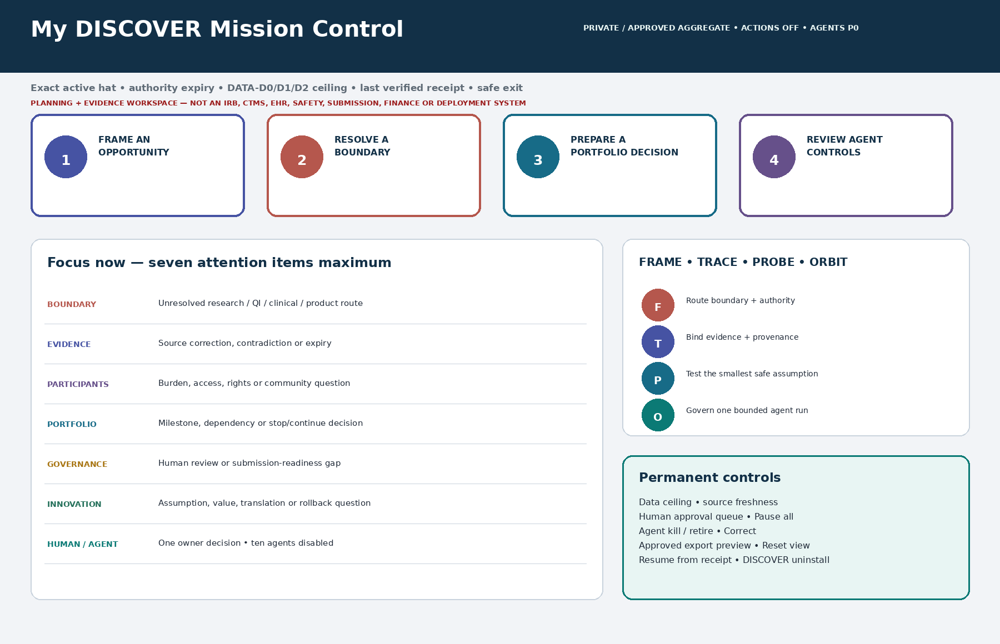 My DISCOVER Mission Control
PRIVATE / APPROVED AGGREGATE • ACTIONS OFF • AGENTS P0
Exact active hat • authority expiry • DATA-D0/D1/D2 ceiling • last verified receipt • safe exit
PLANNING + EVIDENCE WORKSPACE — NOT AN IRB, CTMS, EHR, SAFETY, SUBMISSION, FINANCE OR DEPLOYMENT SYSTEM
1
FRAME AN
OPPORTUNITY
2
RESOLVE A
BOUNDARY
3
PREPARE A
PORTFOLIO DECISION
4
REVIEW AGENT
CONTROLS
Focus now — seven attention items maximum
BOUNDARY
Unresolved research / QI / clinical / product route
EVIDENCE
Source correction, contradiction or expiry
PARTICIPANTS
Burden, access, rights or community question
PORTFOLIO
Milestone, dependency or stop/continue decision
GOVERNANCE
Human review or submission-readiness gap
INNOVATION
Assumption, value, translation or rollback question
HUMAN / AGENT
One owner decision • ten agents disabled
FRAME • TRACE • PROBE • ORBIT
F
Route boundary + authority
T
Bind evidence + provenance
P
Test the smallest safe assumption
O
Govern one bounded agent run
Permanent controls
Data ceiling • source freshness
Human approval queue • Pause all
Agent kill / retire • Correct
Approved export preview • Reset view
Resume from receipt • DISCOVER uninstall